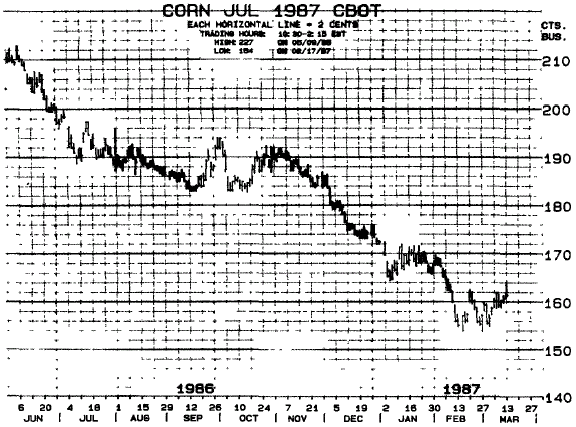 CORN JUL 1987 CBOT
EACH HORIZONTAL LINE = 2 CENTS
TRADING HOURS: 10:30-2:15 EST
HIGH: 227 ON
LOW: 154 ON 02/17/87
CTS.
BUS.
210
200
190
180
170
160
150
140
1986 1987
6 20 4 18 1 15 29 12 26 10 24 7 21 5 19 2 16 30 13 27 13 27
JUN JUL AUG SEP OCT NOV DEC JAN FEB MAR